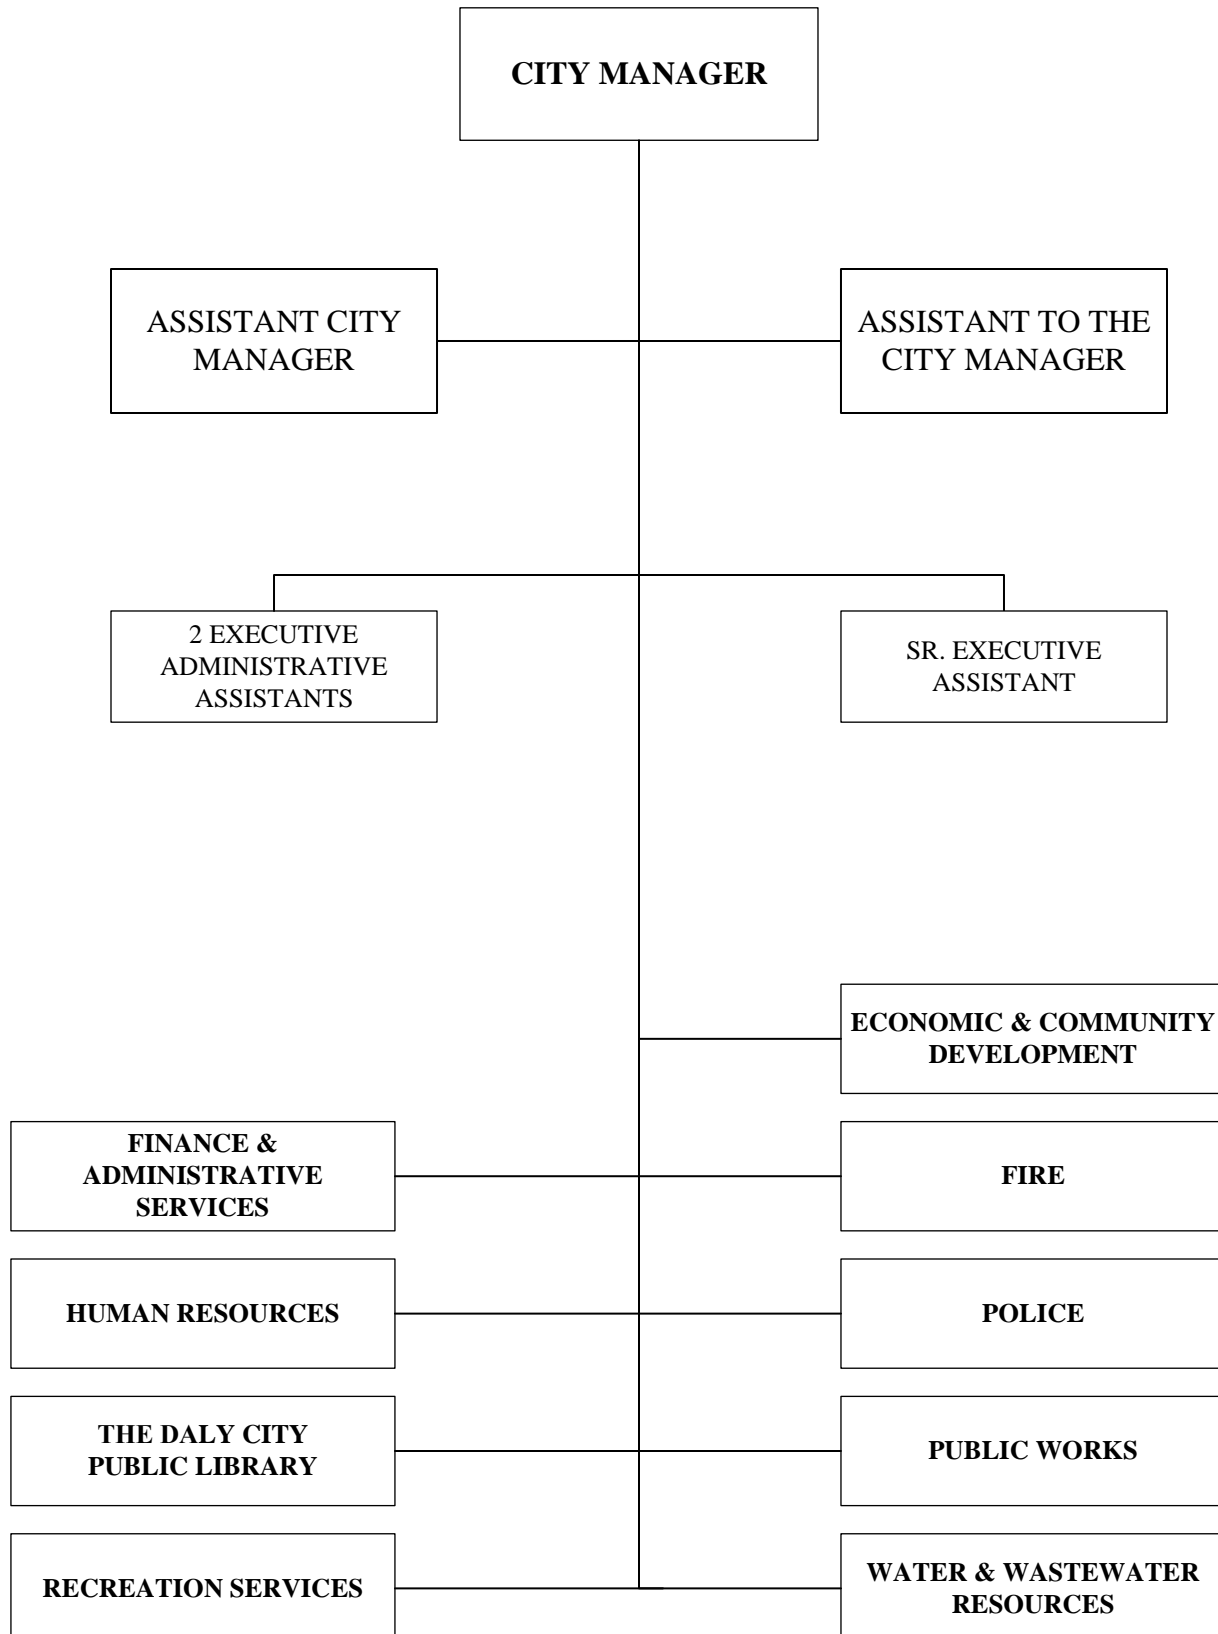 CITY MANAGER
ASSISTANT CITY
MANAGER
ASSISTANT TO THE
CITY MANAGER
2 EXECUTIVE
ADMINISTRATIVE
ASSISTANTS
SR. EXECUTIVE
ASSISTANT
ECONOMIC & COMMUNITY
DEVELOPMENT
FINANCE &
ADMINISTRATIVE
SERVICES
FIRE
HUMAN RESOURCES
POLICE
THE DALY CITY
PUBLIC LIBRARY
PUBLIC WORKS
RECREATION SERVICES
WATER & WASTEWATER
RESOURCES